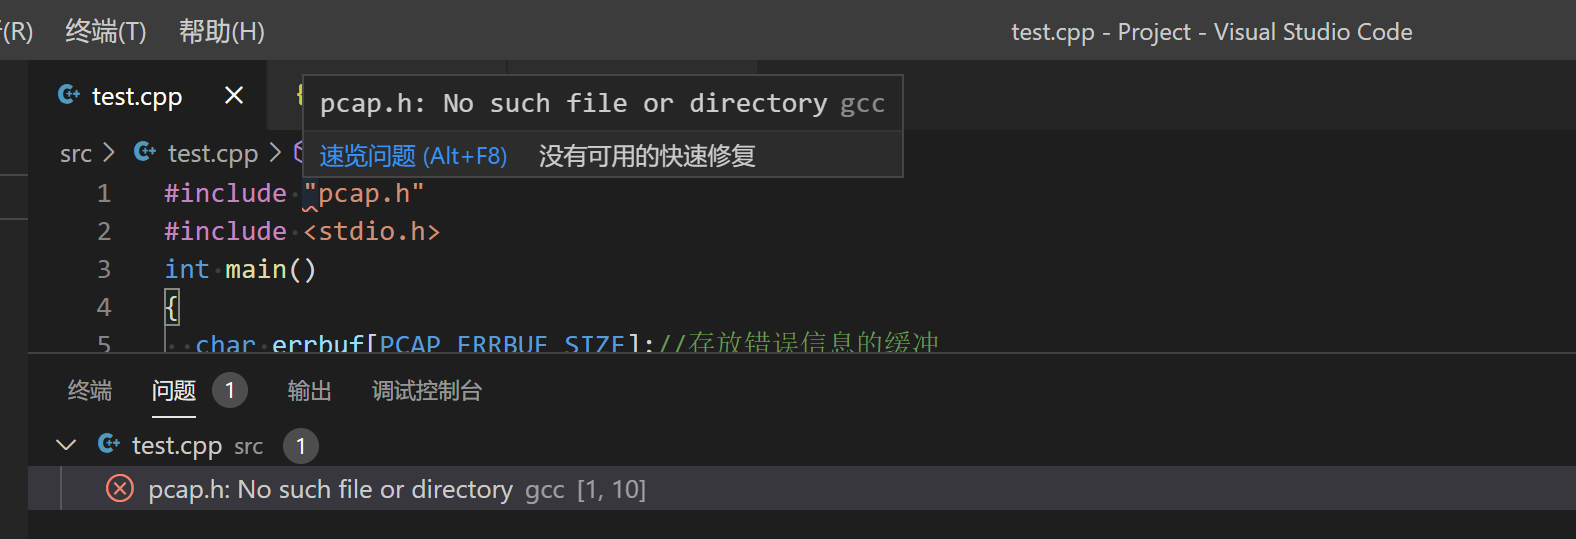 (R) 终端(T) 帮助(H) test.cpp - Project - Visual Studio Code
test.cpp
pcap.h: No such file or directory gcc
速览问题 (Alt+F8) 没有可用的快速修复
src > test.cpp >
1 #include "pcap.h"
2 #include <stdio.h>
3 int main()
4 {
5 char errbuf[PCAP_ERRBUF_SIZE];//存放错误信息的缓冲
终端 问题 1 输出 调试控制台
test.cpp src 1
pcap.h: No such file or directory gcc [1, 10]